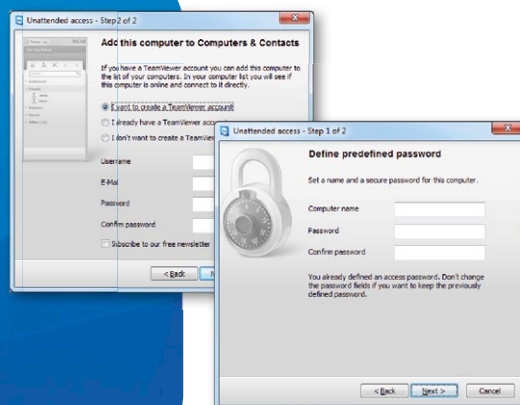 Unattended access - Step 2 of 2
Add this computer to Computers & Contacts
If you have a TeamViewer account you can add this computer to
the list of your computers. In your computer list you will see if
this computer is online and connect to it directly.
I want to create a TeamViewer account
I already have a TeamViewer
I don't want to create a
Username
E-Mail
Password
Confirm password
Subscribe to our free newsletter
< Back
Unattended access - Step 1 of 2
Define predefined password
Set a name and a secure password for this computer.
Computer name
Password
Confirm password
You already defined an access password. Don't change
the password fields if you want to keep the previously
defined password.
< Back
Next >
Cancel